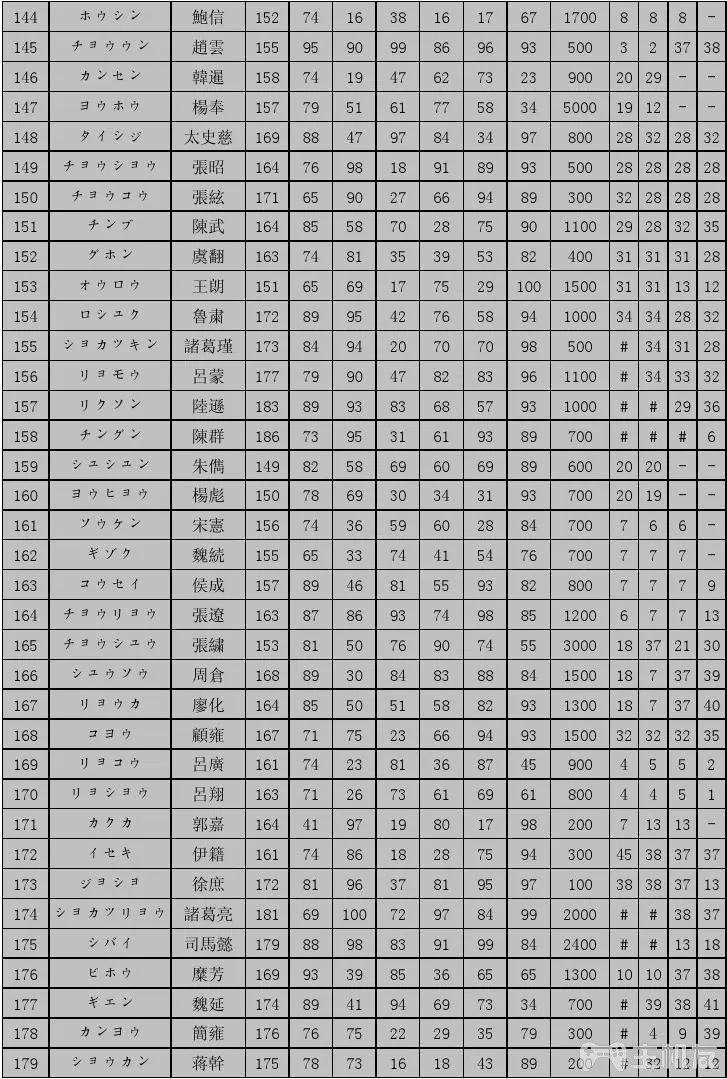 144 ホウシン 鮑信 152 74 16 38 16 17 67 1700 8 8 8 −
145 チヨウウン 趙雲 155 95 90 99 86 96 93 500 3 2 37 38
146 カンセン 韓暹 158 74 19 47 62 73 23 900 20 29 − −
147 ヨウホウ 楊奉 157 79 51 61 77 58 34 5000 19 12 − −
148 タイシジ 太史慈 169 88 47 97 84 34 97 800 28 32 28 32
149 チヨウシヨウ 張昭 164 76 98 18 91 89 93 500 28 28 28 28
150 チヨウコウ 張絃 171 65 90 27 66 94 89 300 32 28 28 28
151 チンブ 陳武 164 85 58 70 28 75 90 1100 29 28 32 35
152 グホン 虞翻 163 74 81 35 39 53 82 400 31 31 31 28
153 オウロウ 王朗 151 65 69 17 75 29 100 1500 31 31 13 12
154 ロシユク 魯粛 172 89 95 42 76 58 94 1000 34 34 28 32
155 シヨカツキン 諸葛瑾 173 84 94 20 70 70 98 500 # 34 31 28
156 リヨモウ 呂蒙 177 79 90 47 82 83 96 1100 # 34 33 32
157 リクソン 陸遜 183 89 93 83 68 57 93 1000 # # 29 36
158 チングン 陳群 186 73 95 31 61 93 89 700 # # # 6
159 シユシユン 朱儁 149 82 58 69 60 69 89 600 20 20 − −
160 ヨウヒヨウ 楊彪 150 78 69 30 34 31 93 700 20 19 − −
161 ソウケン 宋憲 156 74 36 59 60 28 84 700 7 6 6 −
162 ギゾク 魏続 155 65 33 74 41 54 76 700 7 7 7 −
163 コウセイ 侯成 157 89 46 81 55 93 82 800 7 7 7 9
164 チヨウリヨウ 張遼 163 87 86 93 74 98 85 1200 6 7 7 13
165 チヨウシユウ 張繍 153 81 50 76 90 74 55 3000 18 37 21 30
166 シユウソウ 周倉 168 89 30 84 83 88 84 1500 18 7 37 39
167 リヨウカ 廖化 164 85 50 51 58 82 93 1300 18 7 37 40
168 コヨウ 顧雍 167 71 75 23 66 94 93 1500 32 32 32 35
169 リヨコウ 呂廣 161 74 23 81 36 87 45 900 4 5 5 2
170 リヨシヨウ 呂翔 163 71 26 73 61 69 61 800 4 4 5 1
171 カクカ 郭嘉 164 41 97 19 80 17 98 200 7 13 13 −
172 イセキ 伊籍 161 74 86 18 28 75 94 300 45 38 37 37
173 ジヨシヨ 徐庶 172 81 96 37 81 95 97 100 38 38 37 13
174 シヨカツリヨウ 諸葛亮 181 69 100 72 97 84 99 2000 # # 38 37
175 シバイ 司馬懿 179 88 98 83 91 99 84 2400 # # 13 18
176 ビホウ 糜芳 169 93 39 85 36 65 65 1300 10 10 37 38
177 ギエン 魏延 174 89 41 94 69 73 34 700 # 39 38 41
178 カンヨウ 簡雍 176 76 75 22 29 35 79 300 # 4 9 39
179 シヨウカン 蒋幹 175 78 73 16 18 43 89 200 # 32 12 12